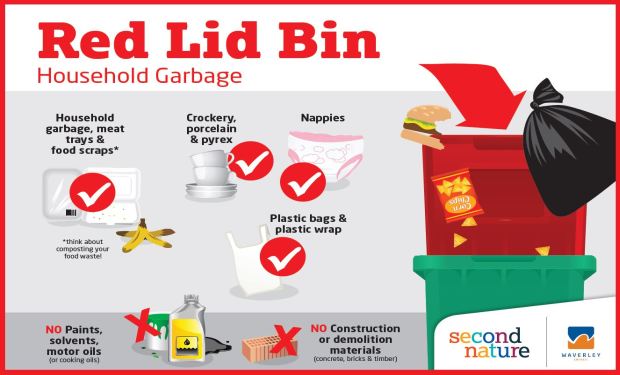 Red Lid Bin
Household Garbage
Household
garbage, meat
trays &
food scraps*
*think about
composting your
food waste!
Crockery,
porcelain
& pyrex
Nappies
Plastic bags &
plastic wrap
Corn
Chips
NO Paints,
solvents,
motor oils
(or cooking oils)
NO Construction
or demolition
materials
(concrete, bricks & timber)
second
nature
WAVERLEY